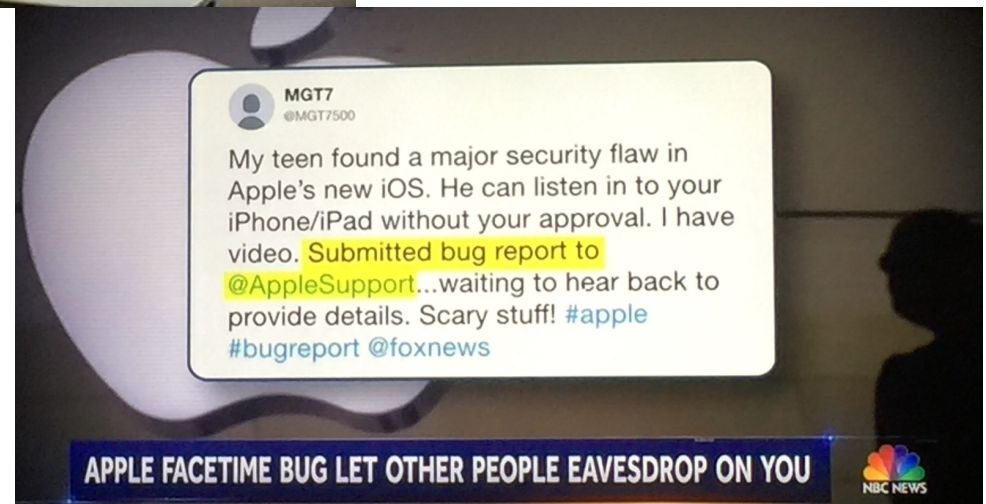 MGT7
@MGT7500
My teen found a major security flaw in
Apple's new iOS. He can listen in to your
iPhone/iPad without your approval. I have
video. Submitted bug report to
@AppleSupport...waiting to hear back to
provide details. Scary stuff! #apple
#bugreport @foxnews
APPLE FACETIME BUG LET OTHER PEOPLE EAVESDROP ON YOU
NBC NEWS